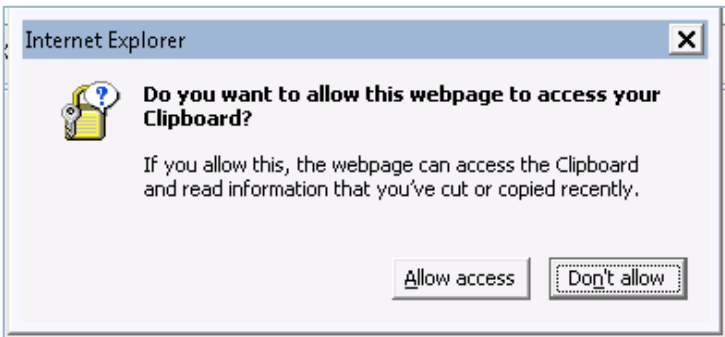 Internet Explorer
Do you want to allow this webpage to access your
Clipboard?
If you allow this, the webpage can access the Clipboard
and read information that you've cut or copied recently.
Allow access Don't allow